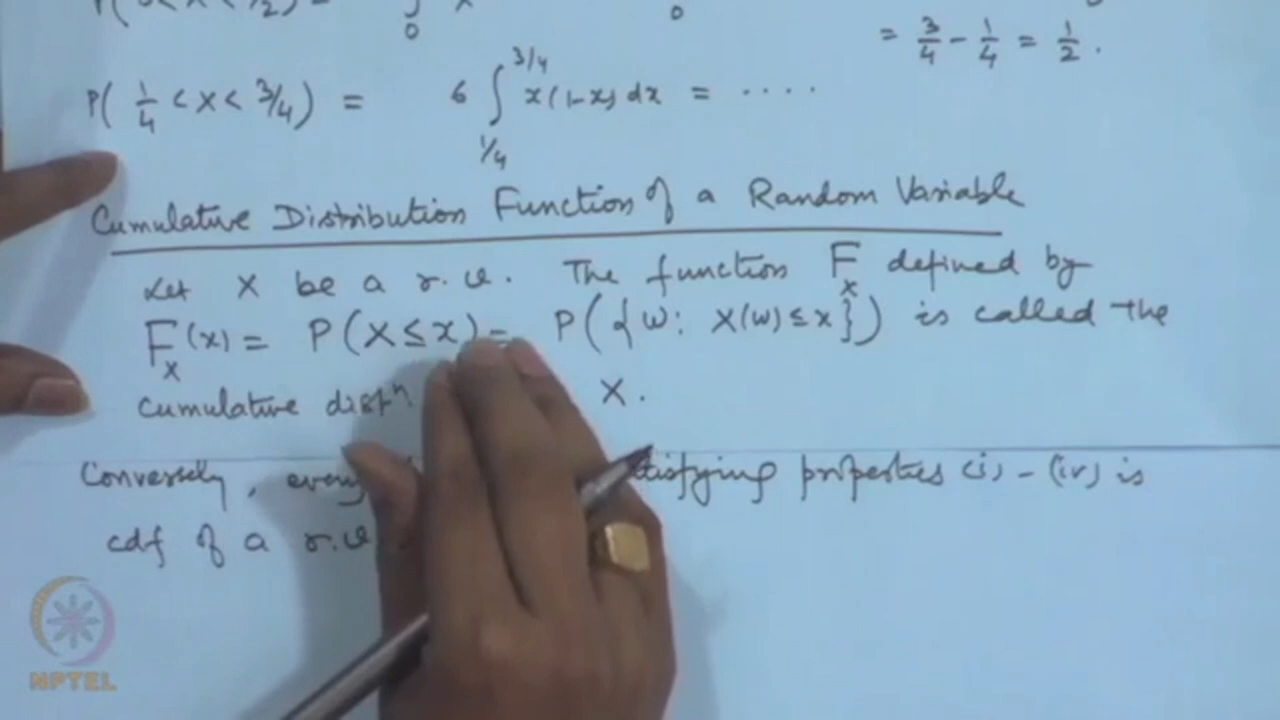 = 3/4 - 1/4 = 1/2 .
P( 1/4 < X < 3/4 ) = 6 ∫_{1/4}^{3/4} x(1-x) dx = ....
Cumulative Distribution Function of a Random Variable
Let X be a r.v. The function F_X defined by
F_X(x) = P(X ≤ x) = P({w: X(w) ≤ x}) is called the
cumulative distⁿ X.
Conversely, every properties (i) - (iv) is
cdf of a r.v.
NPTEL